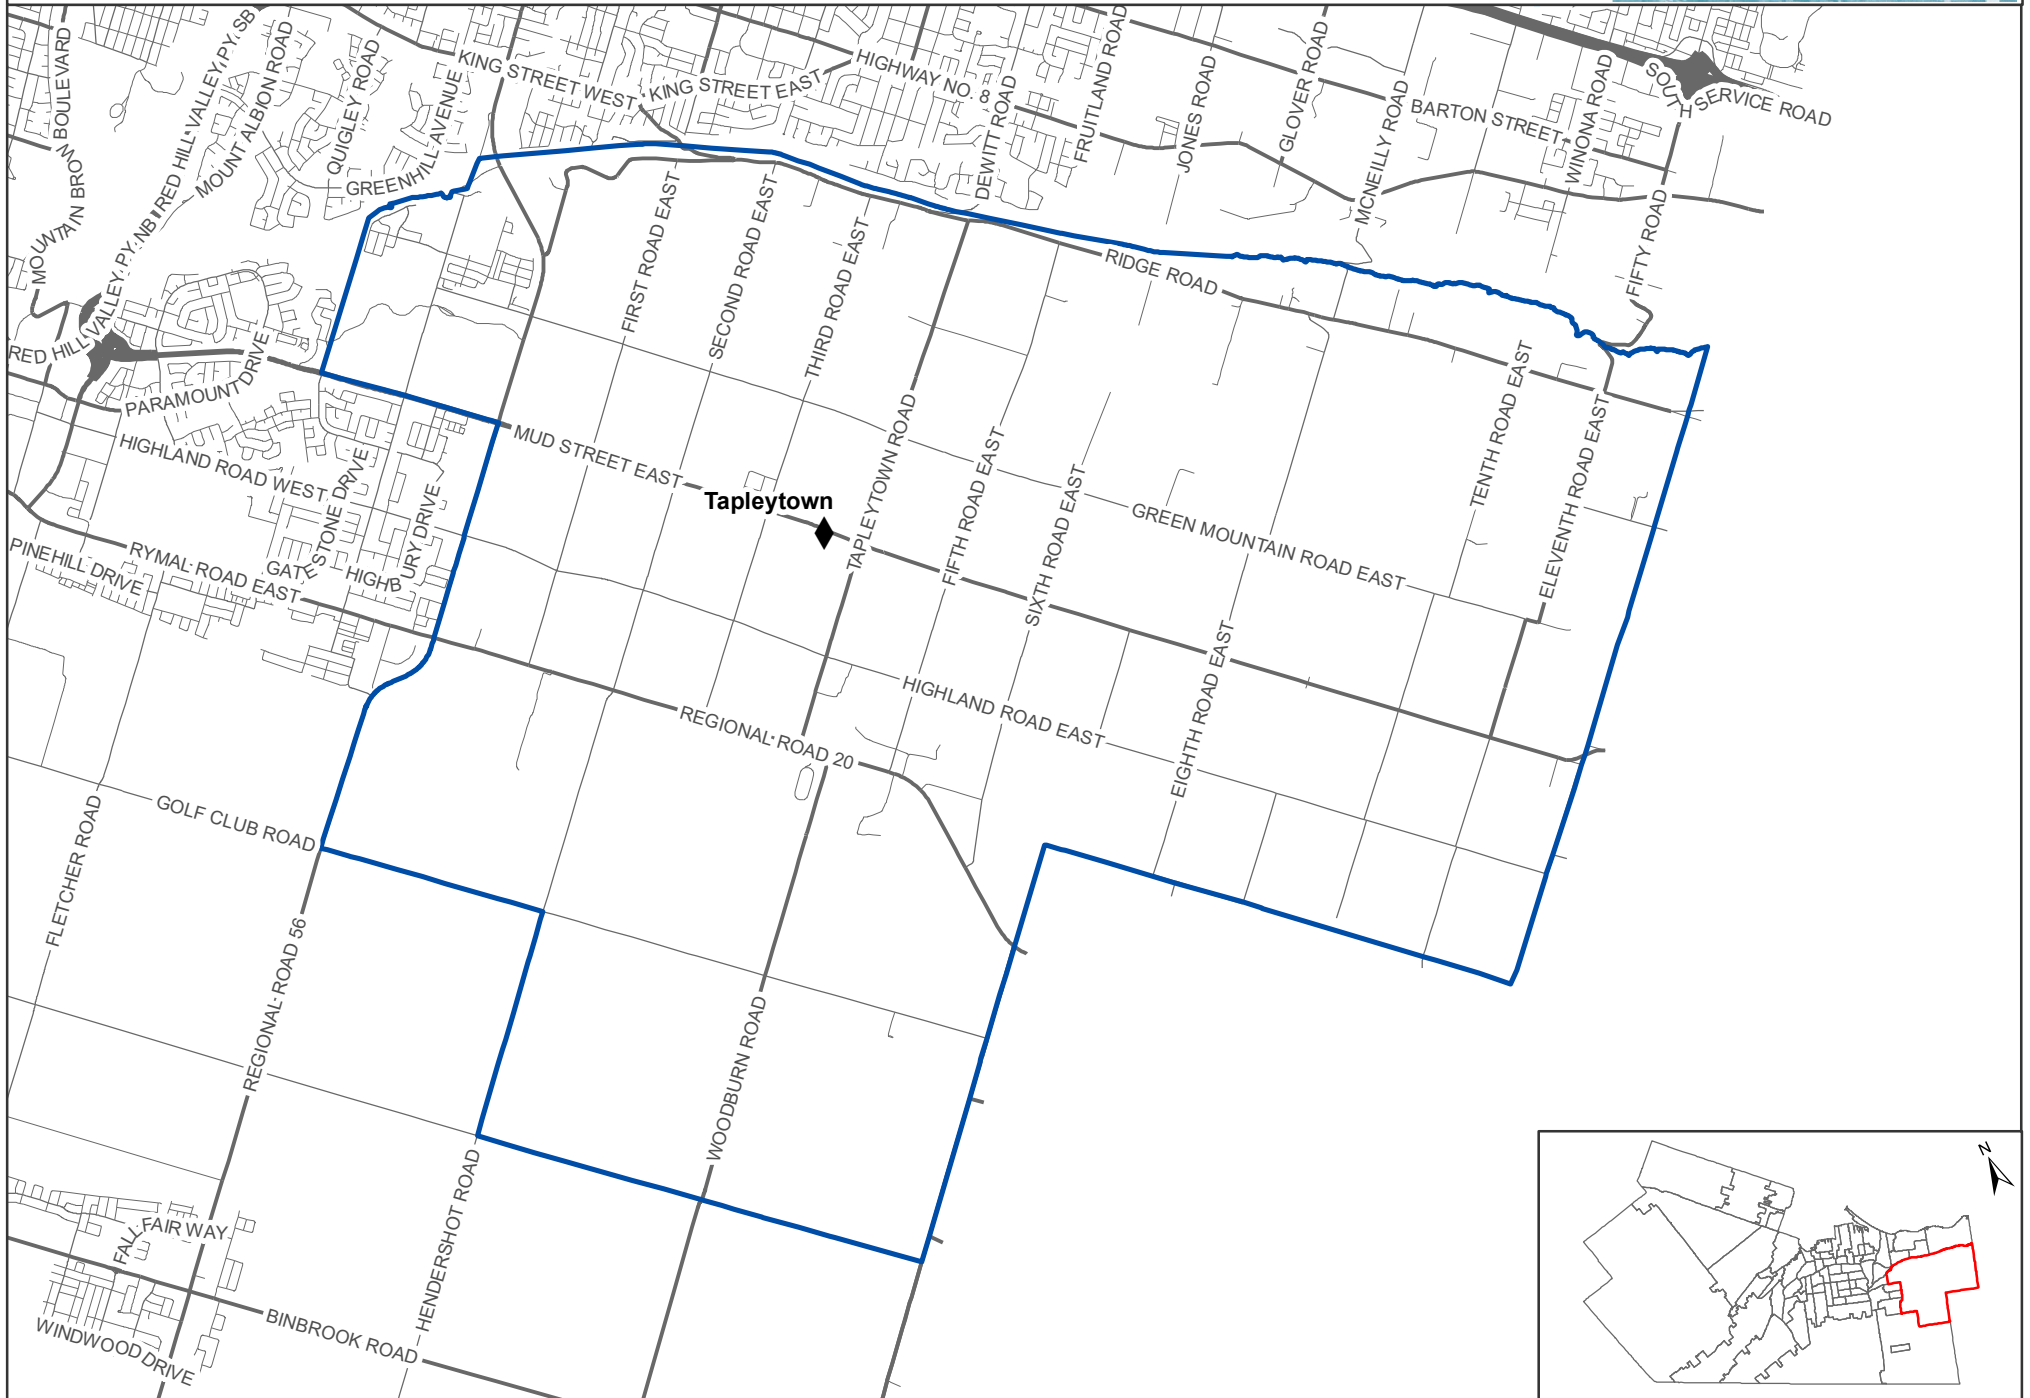 MOUNTAIN BROW BOULEVARD
RED HILL VALLEY PY SB
RED HILL VALLEY PY NB
MOUNT ALBION ROAD
QUIGLEY ROAD
GREENHILL AVENUE
KING STREET WEST
KING STREET EAST
HIGHWAY NO. 8
DEWITT ROAD
FRUITLAND ROAD
JONES ROAD
GLOVER ROAD
MCNEILLY ROAD
BARTON STREET
WINONA ROAD
SOUTH SERVICE ROAD
FIFTY ROAD
RIDGE ROAD
FIRST ROAD EAST
SECOND ROAD EAST
THIRD ROAD EAST
TAPLEYTOWN ROAD
FIFTH ROAD EAST
SIXTH ROAD EAST
EIGHTH ROAD EAST
TENTH ROAD EAST
ELEVENTH ROAD EAST
RED HILL
PARAMOUNT DRIVE
HIGHLAND ROAD WEST
MUD STREET EAST
Tapleytown
GREEN MOUNTAIN ROAD EAST
PINEHILL DRIVE
RYMAL ROAD EAST
GATESTONE DRIVE
HIGHBURY DRIVE
HIGHLAND ROAD EAST
REGIONAL ROAD 20
GOLF CLUB ROAD
FLETCHER ROAD
REGIONAL ROAD 56
WOODBURN ROAD
HENDERSHOT ROAD
FALL FAIR WAY
BINBROOK ROAD
WINDWOOD DRIVE
N